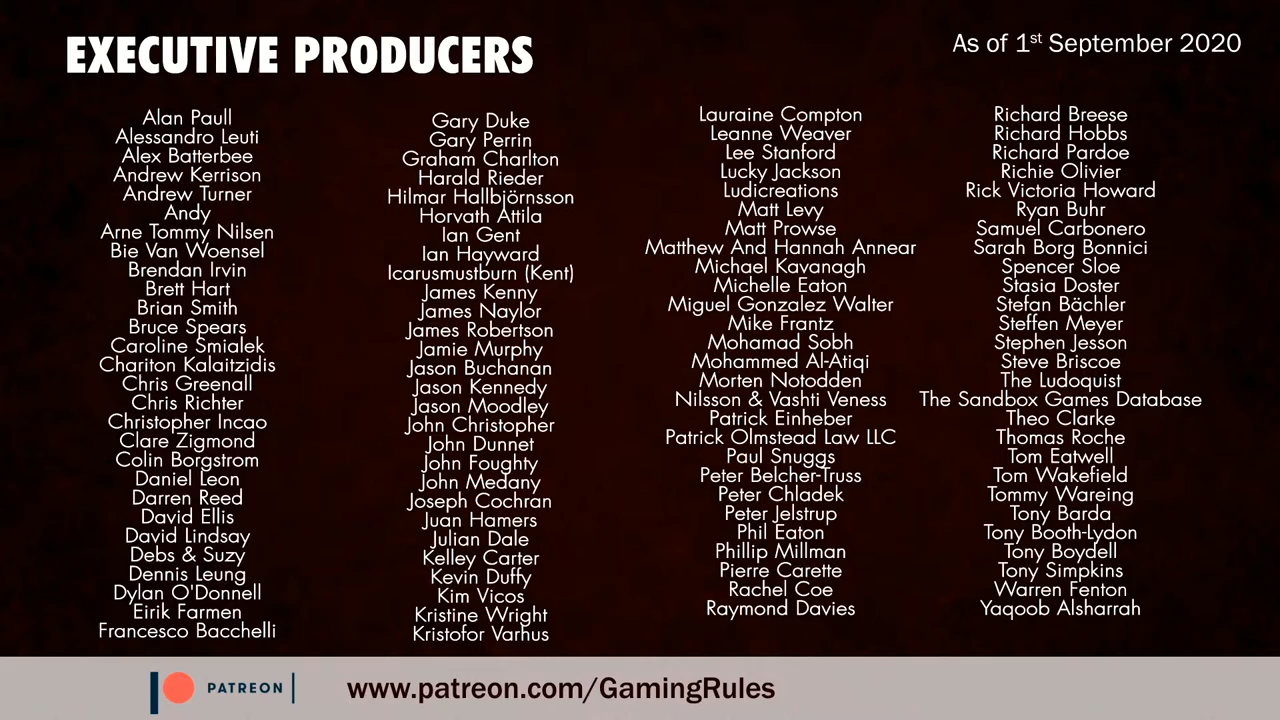 EXECUTIVE PRODUCERS
As of 1st September 2020
Alan Paull
Alessandro Leuti
Alex Batterbee
Andrew Kerrison
Andrew Turner
Andy
Arne Tommy Nilsen
Bie Van Woensel
Brendan Irvin
Brett Hart
Brian Smith
Bruce Spears
Caroline Smialek
Chariton Kalaitzidis
Chris Greenall
Chris Richter
Christopher Incao
Clare Zigmond
Colin Borgstrom
Daniel Leon
Darren Reed
David Ellis
David Lindsay
Debs & Suzy
Dennis Leung
Dylan O'Donnell
Eirik Farmen
Francesco Bacchelli
Gary Duke
Gary Perrin
Graham Charlton
Harald Rieder
Hilmar Hallbjörnsson
Horvath Attila
Ian Gent
Ian Hayward
Icarusmustburn (Kent)
James Kenny
James Naylor
James Robertson
Jamie Murphy
Jason Buchanan
Jason Kennedy
Jason Moodley
John Christopher
John Dunnet
John Foughty
John Medany
Joseph Cochran
Juan Hamers
Julian Dale
Kelley Carter
Kevin Duffy
Kim Vicos
Kristine Wright
Kristofor Varhus
Lauraine Compton
Leanne Weaver
Lee Stanford
Lucky Jackson
Ludicreations
Matt Levy
Matt Prowse
Matthew And Hannah Annear
Michael Kavanagh
Michelle Eaton
Miguel Gonzalez Walter
Mike Frantz
Mohamad Sobh
Mohammed Al-Atiqi
Morten Notodden
Nilsson & Vashti Veness
Patrick Einheber
Patrick Olmstead Law LLC
Paul Snuggs
Peter Belcher-Truss
Peter Chladek
Peter Jelstrup
Phil Eaton
Phillip Millman
Pierre Carette
Rachel Coe
Raymond Davies
Richard Breese
Richard Hobbs
Richard Pardoe
Richie Olivier
Rick Victoria Howard
Ryan Buhr
Samuel Carbonero
Sarah Borg Bonnici
Spencer Sloe
Stasia Doster
Stefan Bächler
Steffen Meyer
Stephen Jesson
Steve Briscoe
The Ludoquist
The Sandbox Games Database
Theo Clarke
Thomas Roche
Tom Eatwell
Tom Wakefield
Tommy Wareing
Tony Barda
Tony Booth-Lydon
Tony Boydell
Tony Simpkins
Warren Fenton
Yaqoob Alsharrah
PATREON
www.patreon.com/GamingRules